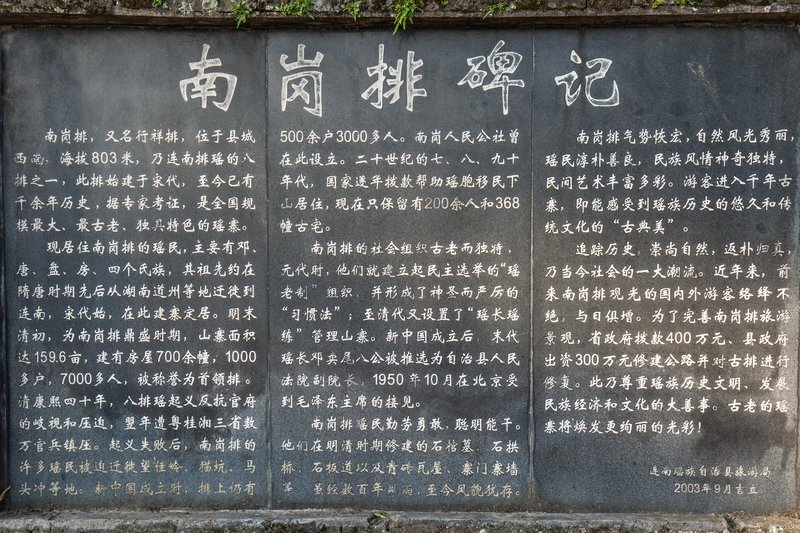 南岗排碑记
南岗排，又名行祥排，位于县城
西南，海拔803米，乃连南排瑶的八
排之一，此排始建于宋代，至今已有
千余年历史，据专家考证，是全国规
模最大、最古老、独具特色的瑶寨。
现居住南岗排的瑶民，主要有邓、
唐、盘、房、四个民族，其祖先约在
隋唐时期先后从湖南道州等地迁徙到
连南，宋代始，在此建寨定居。明末
清初，为南岗排鼎盛时期，山寨面积
达159.6亩，建有房屋700余幢，1000
多户，7000多人，被称誉为首领排。
清康熙四十年，八排瑶起义反抗官府
的岐视和压迫，翌年遭粤桂湘三省数
万官兵镇压。起义失败后，南岗排的
许多瑶民被迫迁徙望佳岭、猫坑、马
头冲等地。新中国成立时，排上仍有
500余户3000多人。南岗人民公社曾
在此设立。二十世纪的七、八、九十
年代，国家逐年拨款帮助瑶胞移民下
山居住，现在只保留有200余人和368
幢古宅。
南岗排的社会组织古老而独特，
元代时，他们就建立起民主选举的“瑶
老制”组织，并形成了神圣而严厉的
“习惯法”；至清代又设置了“瑶长瑶
练”管理山寨。新中国成立后，末代
瑶长邓央尾八公被推选为自治县人民
法院副院长，1950年10月在北京受
到毛泽东主席的接见。
南岗排瑶民勤劳勇敢、聪明能干。
他们在明清时期修建的石棺墓、石拱
桥、石板道以及青砖瓦屋、寨门寨墙
等，虽经数百年风雨，至今风貌犹存。
南岗排气势恢宏，自然风光秀丽，
瑶民淳朴善良，民族风情神奇独特，
民间艺术丰富多彩。游客进入千年古
寨，即能感受到瑶族历史的悠久和传
统文化的“古典美”。
追踪历史，崇尚自然，返朴归真，
乃当今社会的一大潮流。近年来，前
来南岗排观光的国内外游客络绎不
绝，与日俱增。为了完善南岗排旅游
景观，省政府拨款400万元、县政府
出资300万元修建公路并对古排进行
修复。此乃尊重瑶族历史文明、发展
民族经济和文化的大善事。古老的瑶
寨将焕发更绚丽的光彩！
连南瑶族自治县旅游局
2003年9月吉立